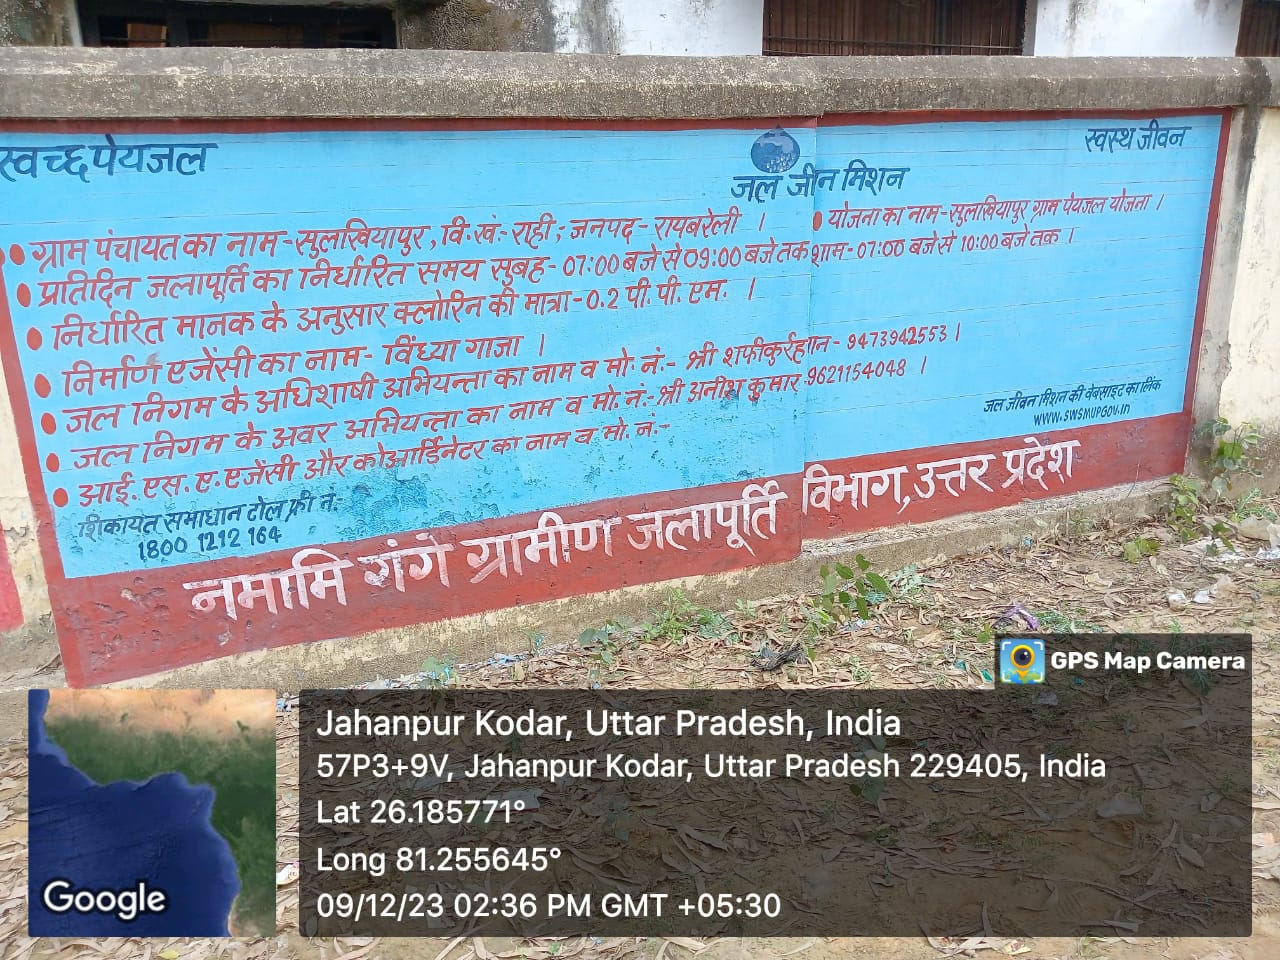 स्वच्छ पेयजल
स्वस्थ जीवन
जल जीवन मिशन
• ग्राम पंचायत का नाम-सुलखियापुर, वि.खं.- राही; जनपद - रायबरेली ।
• योजना का नाम-सुलखियापुर ग्राम पेयजल योजना ।
• प्रतिदिन जलापूर्ति का निर्धारित समय सुबह- 07:00 बजे से 09:00 बजे तक शाम- 07:00 बजे से 10:00 बजे तक ।
• निर्धारित मानक के अनुसार क्लोरिन की मात्रा-0.2 पी. पी. एम. ।
• निर्माण एजेंसी का नाम- विंध्या गाजा ।
• जल निगम के अधिशाषी अभियन्ता का नाम व मो. नं.- श्री शफीकुर्रहमान - 9473942553 ।
• जल निगम के अवर अभियन्ता का नाम व मो. नं.- श्री अनीश कुमार - 9621154048 ।
• आई. एस. ए. एजेंसी और कोआर्डिनेटर का नाम व मो. नं.-
जल जीवन मिशन की वेबसाइट का लिंक
www.swsmupGov.in
शिकायत समाधान टोल फ्री नं:
1800 1212 164
नमामि गंगे ग्रामीण जलापूर्ति विभाग, उत्तर प्रदेश
GPS Map Camera
Jahanpur Kodar, Uttar Pradesh, India
57P3+9V, Jahanpur Kodar, Uttar Pradesh 229405, India
Lat 26.185771°
Long 81.255645°
09/12/23 02:36 PM GMT +05:30
Google